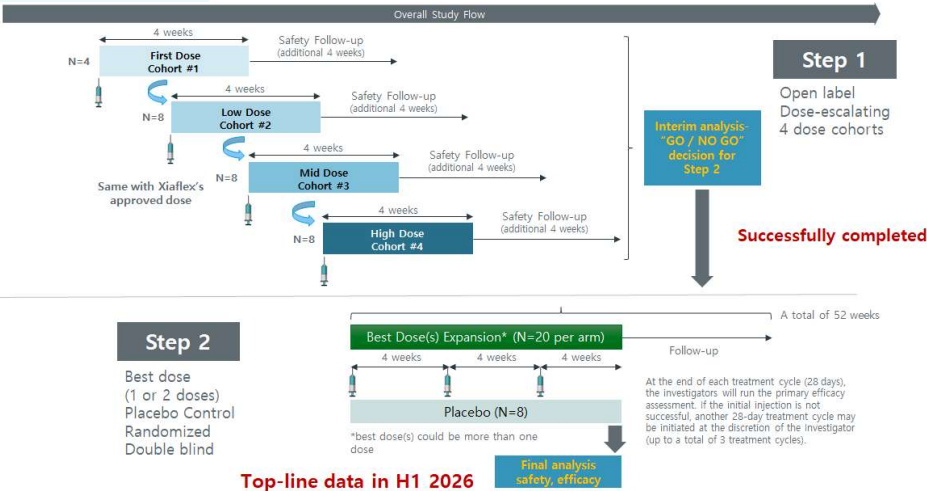 Overall Study Flow
4 weeks
First Dose
Cohort #1
N=4
Safety Follow-up
(additional 4 weeks)
4 weeks
Low Dose
Cohort #2
N=8
Safety Follow-up
(additional 4 weeks)
Same with Xiaflex's
approved dose
4 weeks
Mid Dose
Cohort #3
N=8
Safety Follow-up
(additional 4 weeks)
4 weeks
High Dose
Cohort #4
N=8
Safety Follow-up
(additional 4 weeks)
Interim analysis-
"GO / NO GO"
decision for
Step 2
Step 1
Open label
Dose-escalating
4 dose cohorts
Successfully completed
Step 2
Best dose
(1 or 2 doses)
Placebo Control
Randomized
Double blind
A total of 52 weeks
Best Dose(s) Expansion* (N=20 per arm)
Follow-up
4 weeks
4 weeks
4 weeks
Placebo (N=8)
*best dose(s) could be more than one
dose
At the end of each treatment cycle (28 days),
the investigators will run the primary efficacy
assessment. If the initial injection is not
successful, another 28-day treatment cycle may
be initiated at the discretion of the Investigator
(up to a total of 3 treatment cycles).
Final analysis
safety, efficacy
Top-line data in H1 2026